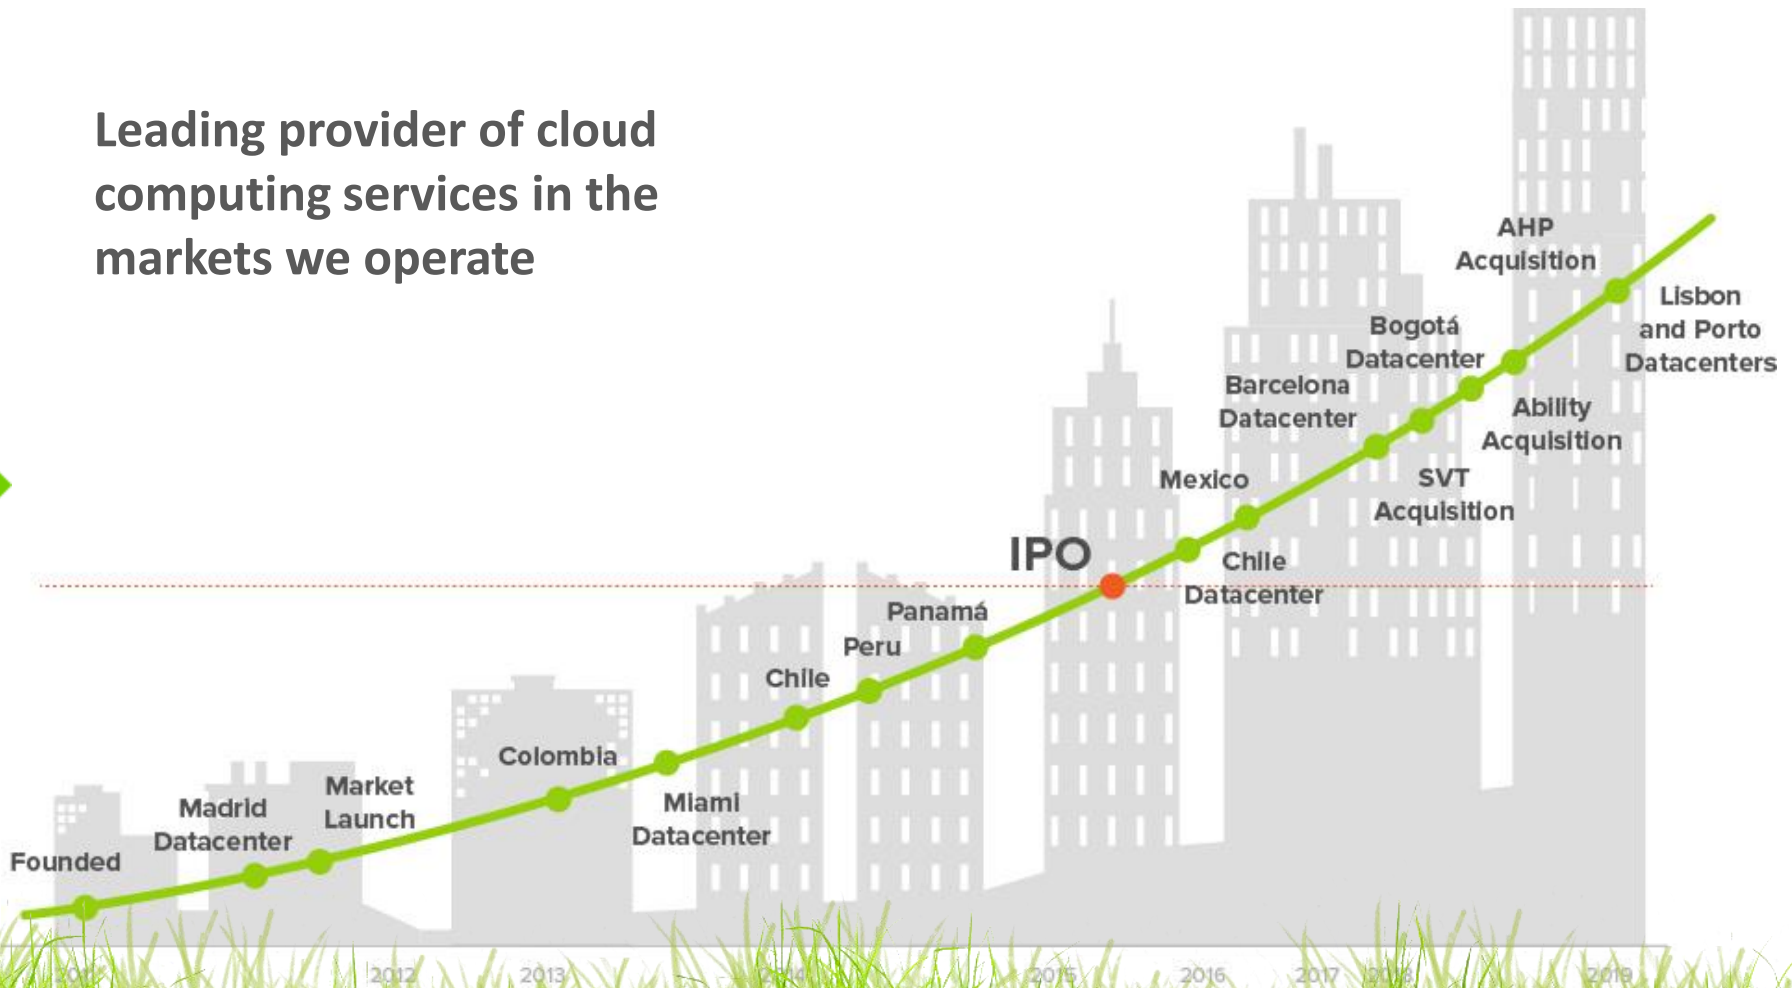 Leading provider of cloud
computing services in the
markets we operate
AHP
Acquisition
Lisbon
and Porto
Datacenters
Bogotá
Datacenter
Barcelona
Datacenter
Ability
Acquisition
Mexico
SVT
Acquisition
IPO
Chile
Datacenter
Panamá
Peru
Chile
Colombia
Market
Launch
Miami
Datacenter
Madrid
Datacenter
Founded
2012
2013
2014
2015
2016
2017
2018
2019